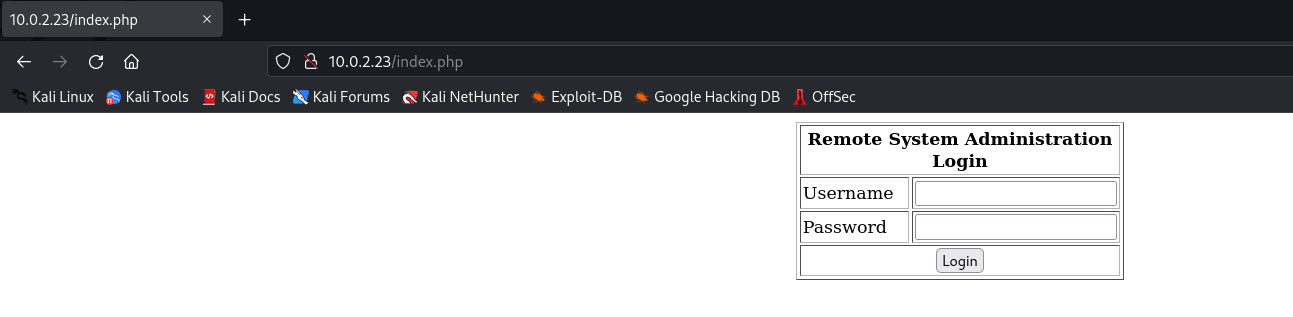 10.0.2.23/index.php
10.0.2.23/index.php
Kali Linux Kali Tools Kali Docs Kali Forums Kali NetHunter Exploit-DB Google Hacking DB OffSec
Remote System Administration
Login
Username
Password
Login